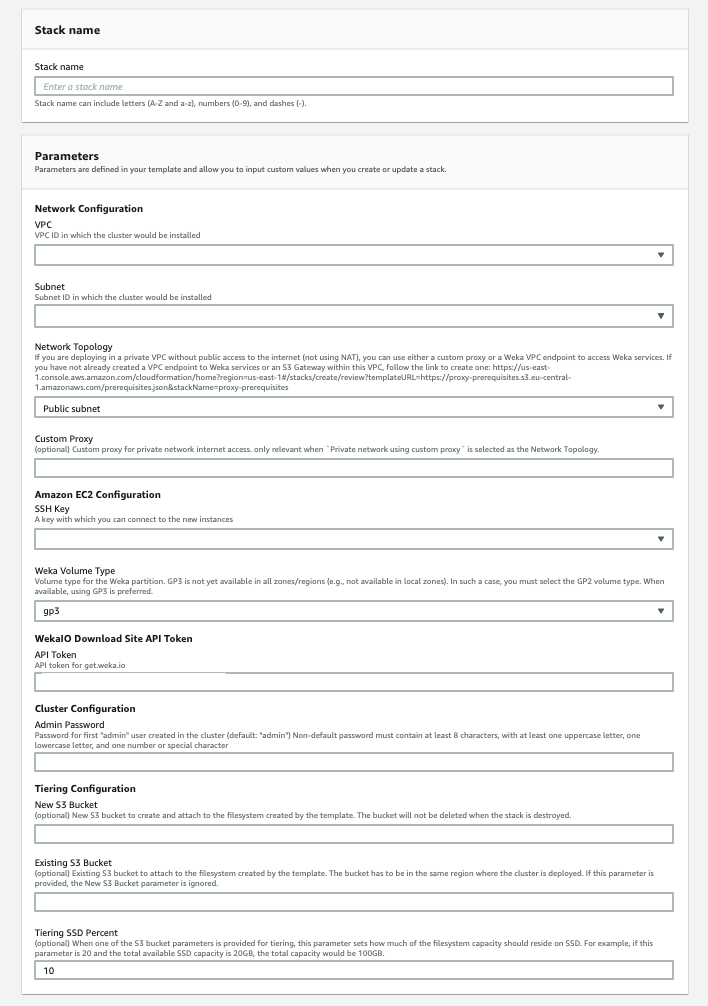 Stack name
Stack name
Enter a stack name
Stack name can include letters (A-Z and a-z), numbers (0-9), and dashes (-).
Parameters
Parameters are defined in your template and allow you to input custom values when you create or update a stack.
Network Configuration
VPC
VPC ID in which the cluster would be installed
Subnet
Subnet ID in which the cluster would be installed
Network Topology
If you are deploying in a private VPC without public access to the internet (not using NAT), you can use either a custom proxy or a Weka VPC endpoint to access Weka services. If
you have not already created a VPC endpoint to Weka services or an S3 Gateway within this VPC, follow the link to create one: https://us-east-
1.console.aws.amazon.com/cloudformation/home?region=us-east-1#/stacks/create/review?templateURL=https://proxy-prerequisites.s3.eu-central-
1.amazonaws.com/prerequisites.json&stackName=proxy-prerequisites
Public subnet
Custom Proxy
(optional) Custom proxy for private network internet access. only relevant when `Private network using custom proxy` is selected as the Network Topology.
Amazon EC2 Configuration
SSH Key
A key with which you can connect to the new instances
Weka Volume Type
Volume type for the Weka partition. GP3 is not yet available in all zones/regions (e.g., not available in local zones). In such a case, you must select the GP2 volume type. When
available, using GP3 is preferred.
gp3
WekaIO Download Site API Token
API Token
API token for get.weka.io
Cluster Configuration
Admin Password
Password for first "admin" user created in the cluster (default: "admin") Non-default password must contain at least 8 characters, with at least one uppercase letter, one
lowercase letter, and one number or special character
Tiering Configuration
New S3 Bucket
(optional) New S3 bucket to create and attach to the filesystem created by the template. The bucket will not be deleted when the stack is destroyed.
Existing S3 Bucket
(optional) Existing S3 bucket to attach to the filesystem created by the template. The bucket has to be in the same region where the cluster is deployed. If this parameter is
provided, the New S3 Bucket parameter is ignored.
Tiering SSD Percent
(optional) When one of the S3 bucket parameters is provided for tiering, this parameter sets how much of the filesystem capacity should reside on SSD. For example, if this
parameter is 20 and the total available SSD capacity is 20GB, the total capacity would be 100GB.
10